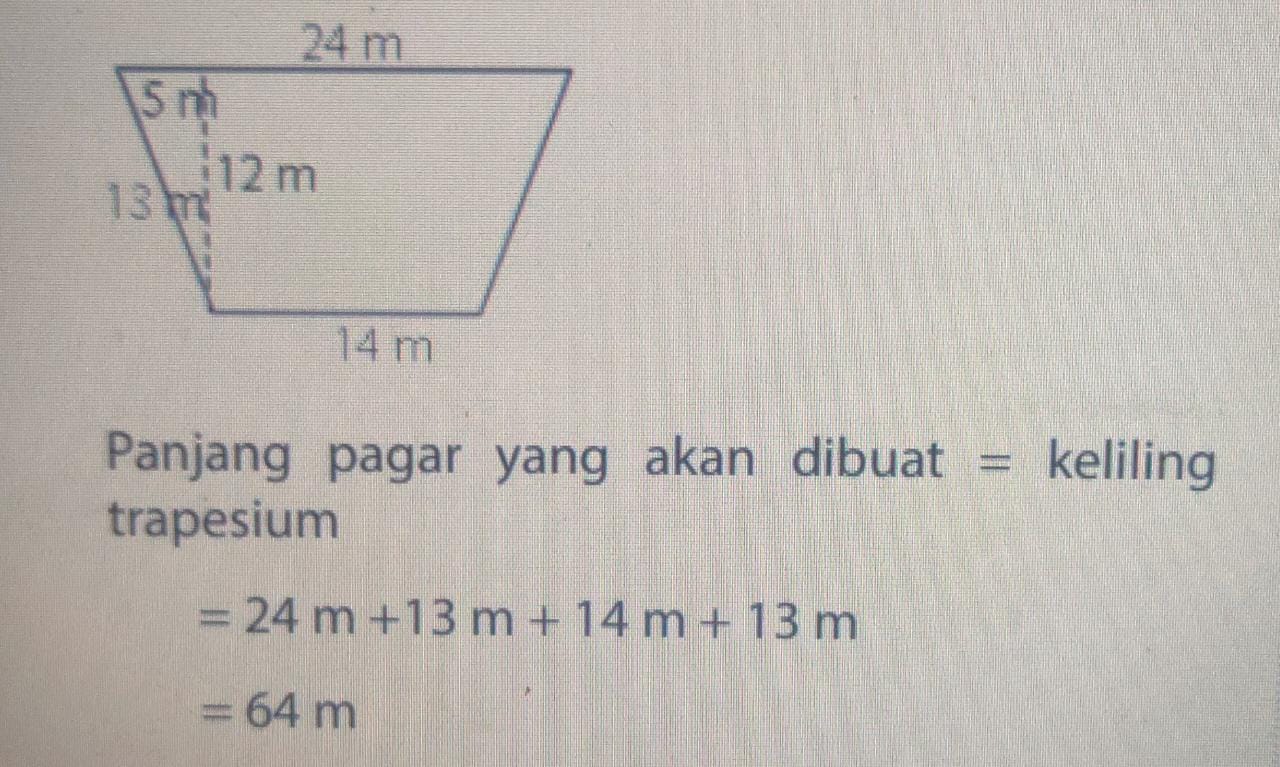 24 m
5 m
12 m
13 m
14 m
Panjang pagar yang akan dibuat = keliling
trapesium
= 24 m +13 m + 14 m + 13 m
= 64 m